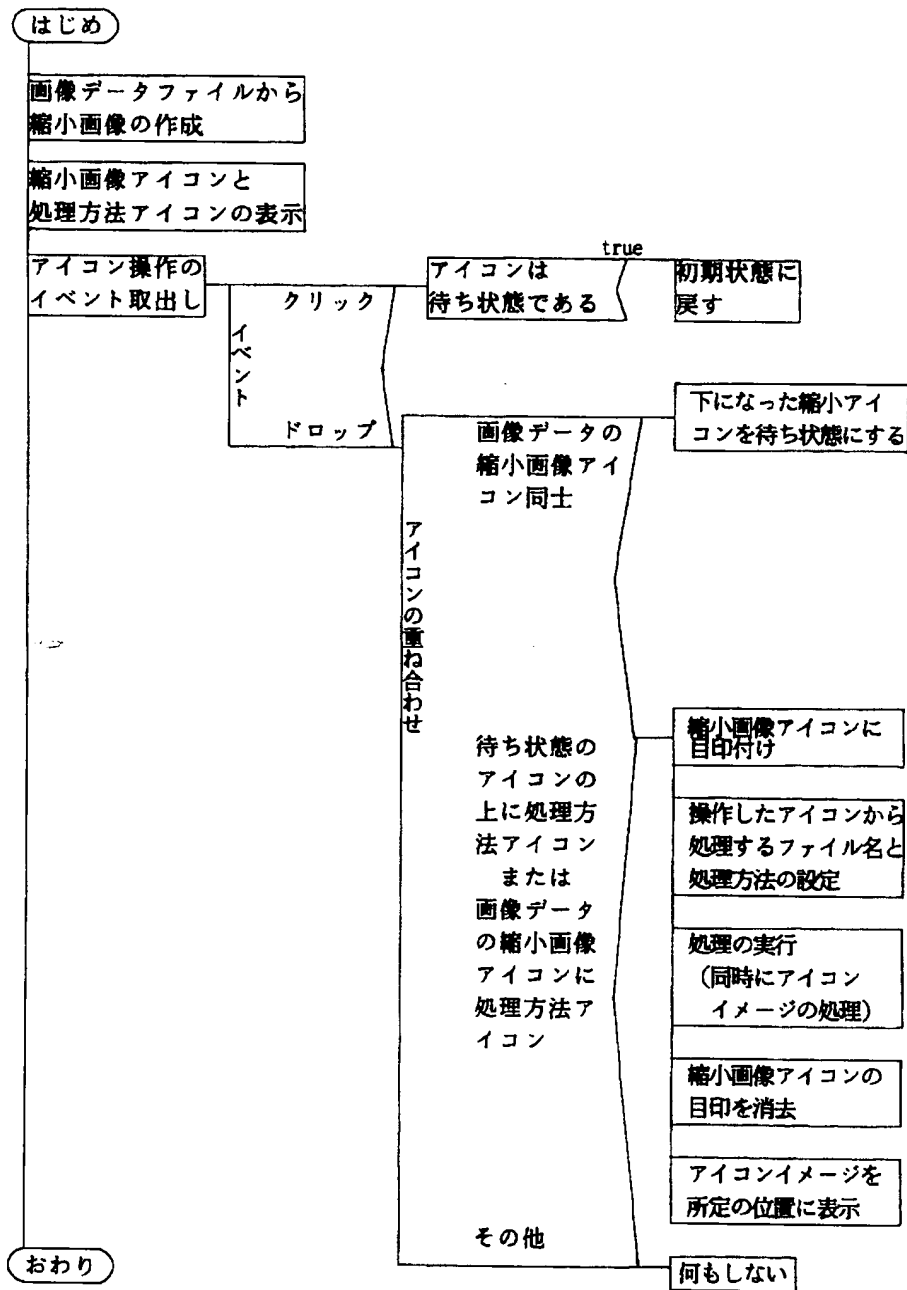 はじめ
画像データファイルから
縮小画像の作成
縮小画像アイコンと
処理方法アイコンの表示
アイコン操作の
イベント取出し
イベント
クリック
アイコンは
待ち状態である
true
初期状態に
戻す
ドロップ
アイコンの重ね合わせ
画像データの
縮小画像アイ
コン同士
下になった縮小アイ
コンを待ち状態にする
待ち状態の
アイコンの
上に処理方
法アイコン
または
画像データ
の縮小画像
アイコンに
処理方法ア
イコン
縮小画像アイコンに
目印付け
操作したアイコンから
処理するファイル名と
処理方法の設定
処理の実行
(同時にアイコン
イメージの処理)
縮小画像アイコンの
目印を消去
アイコンイメージを
所定の位置に表示
その他
何もしない
おわり